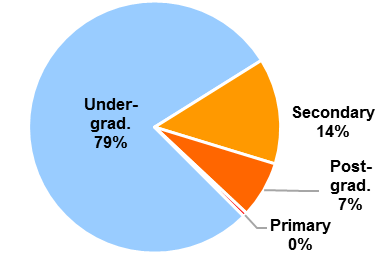 Under-
grad.
79%
Secondary
14%
Post-
grad.
7%
Primary
0%